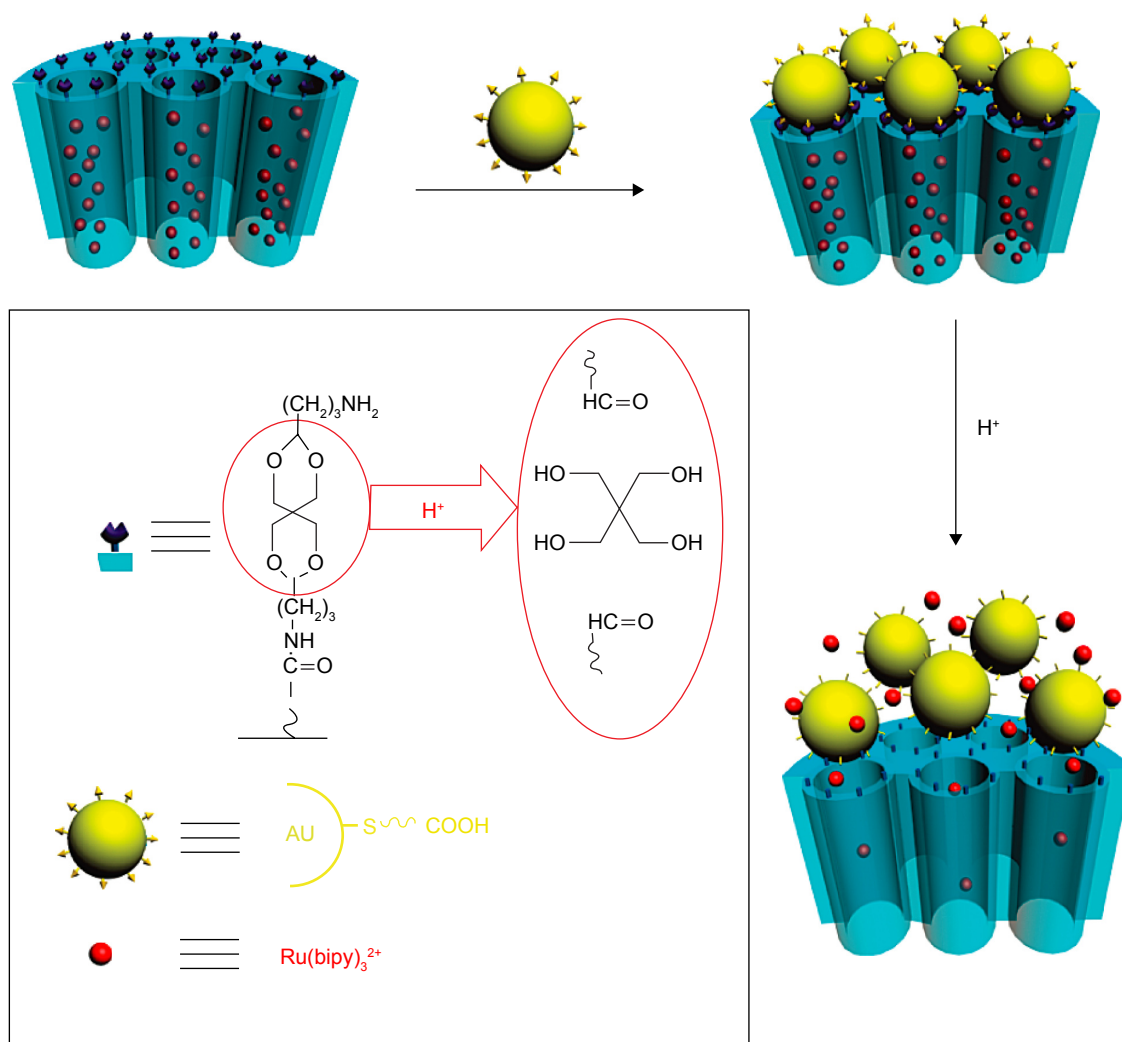 (CH₂)₃NH₂
O O
O O
(CH₂)₃
NH
C=O
H⁺
HC=O
HO OH
HO OH
HC=O
H⁺
AU S COOH
Ru(bipy)₃²⁺